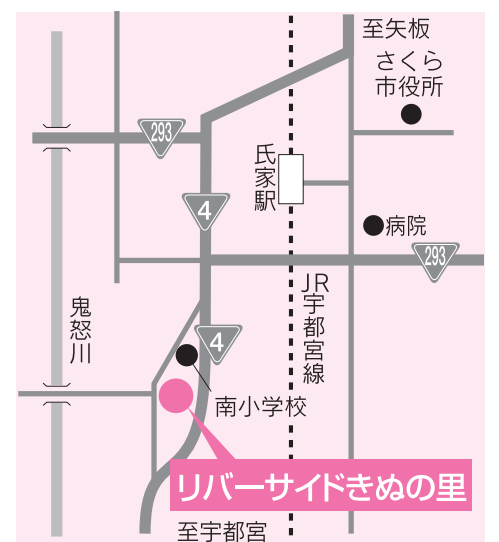 至矢板
さくら
市役所
293
氏家駅
4
病院
293
JR宇都宮線
鬼怒川
4
南小学校
リバーサイドきぬの里
至宇都宮